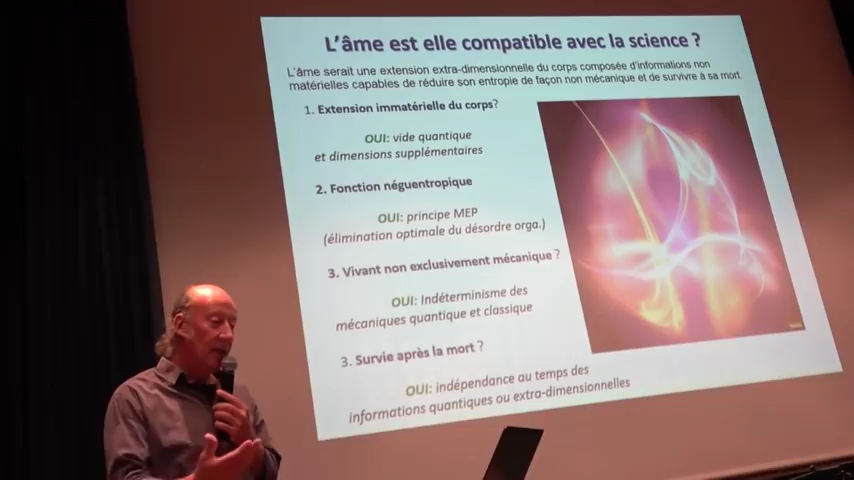 L'âme est elle compatible avec la science ?
L'âme serait une extension extra-dimensionnelle du corps composée d'informations non
matérielles capables de réduire son entropie de façon non mécanique et de survivre à sa mort.
1. Extension immatérielle du corps?
OUI: vide quantique
et dimensions supplémentaires
2. Fonction néguentropique
OUI: principe MEP
(élimination optimale du désordre orga.)
3. Vivant non exclusivement mécanique ?
OUI: Indéterminisme des
mécaniques quantique et classique
3. Survie après la mort ?
OUI: indépendance au temps des
informations quantiques ou extra-dimensionnelles